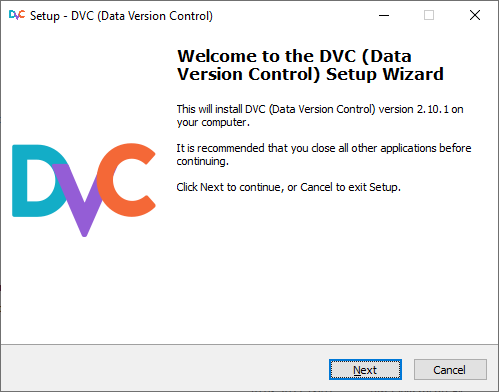 DVC Setup - DVC (Data Version Control)
Welcome to the DVC (Data
Version Control) Setup Wizard
This will install DVC (Data Version Control) version 2.10.1 on
your computer.
It is recommended that you close all other applications before
continuing.
Click Next to continue, or Cancel to exit Setup.
DVC
Next Cancel